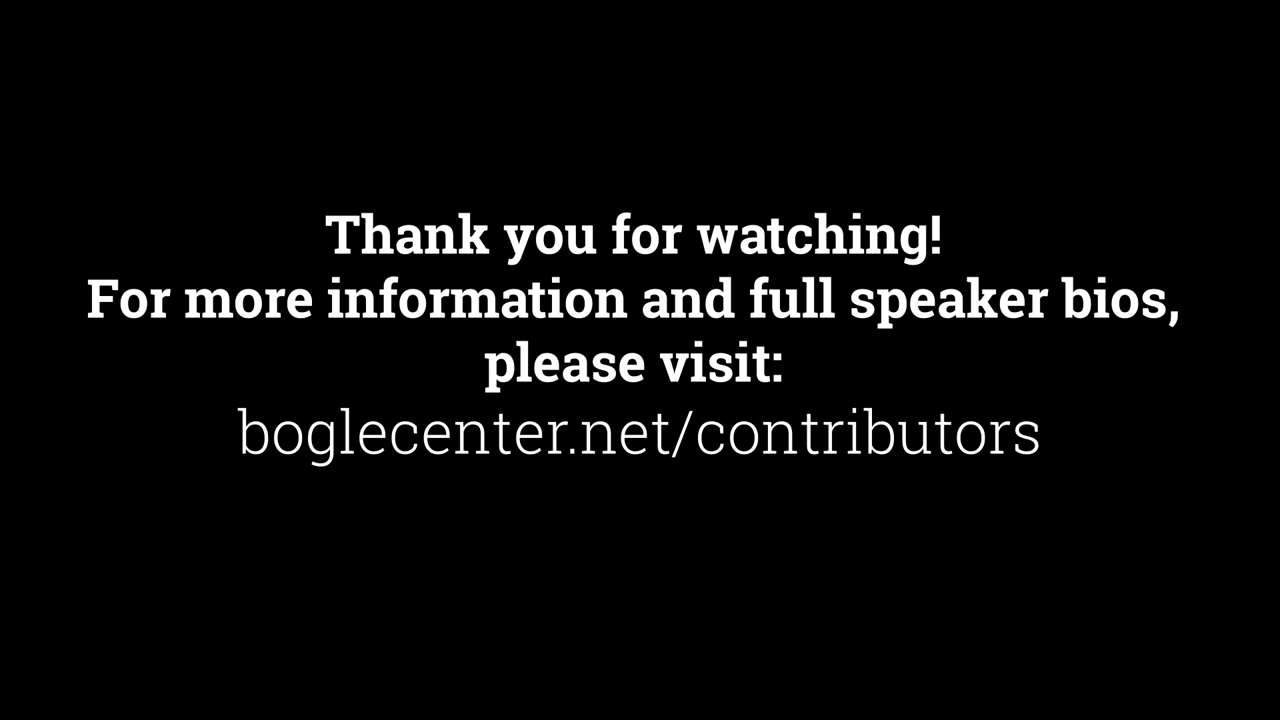 Thank you for watching!
For more information and full speaker bios,
please visit:
boglecenter.net/contributors